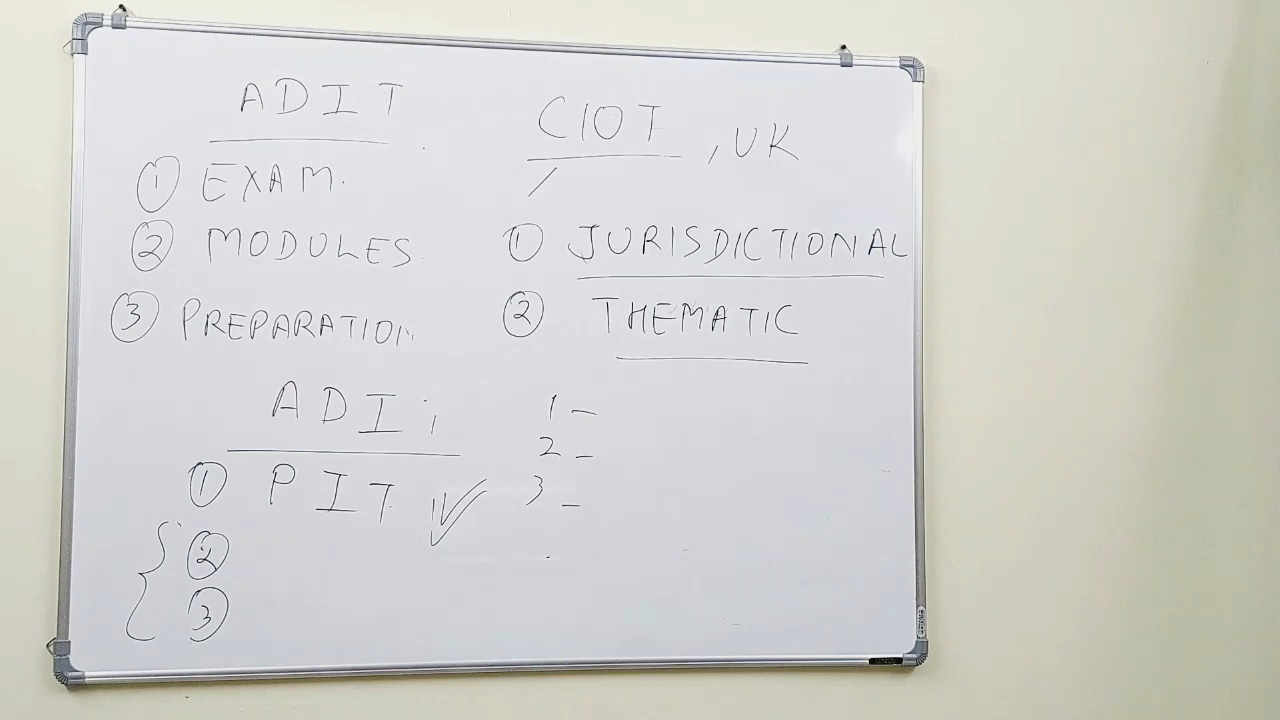 ADIT
① EXAM.
② MODULES.
③ PREPARATION
CIOT, UK
① JURISDICTIONAL
② THEMATIC
ADI
① PIT
②
③
1 -
2 -
3 -